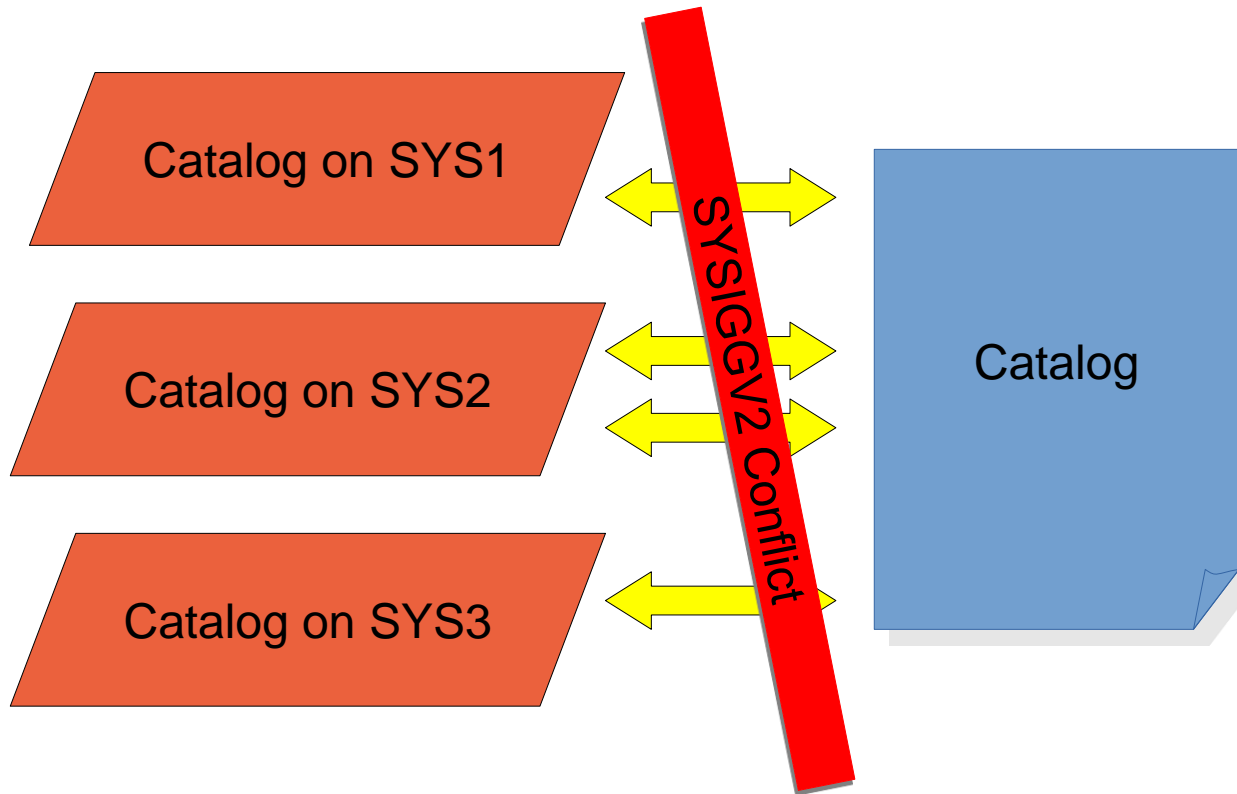 Catalog on SYS1
Catalog on SYS2
Catalog on SYS3
SYSIGGV2 Conflict
Catalog